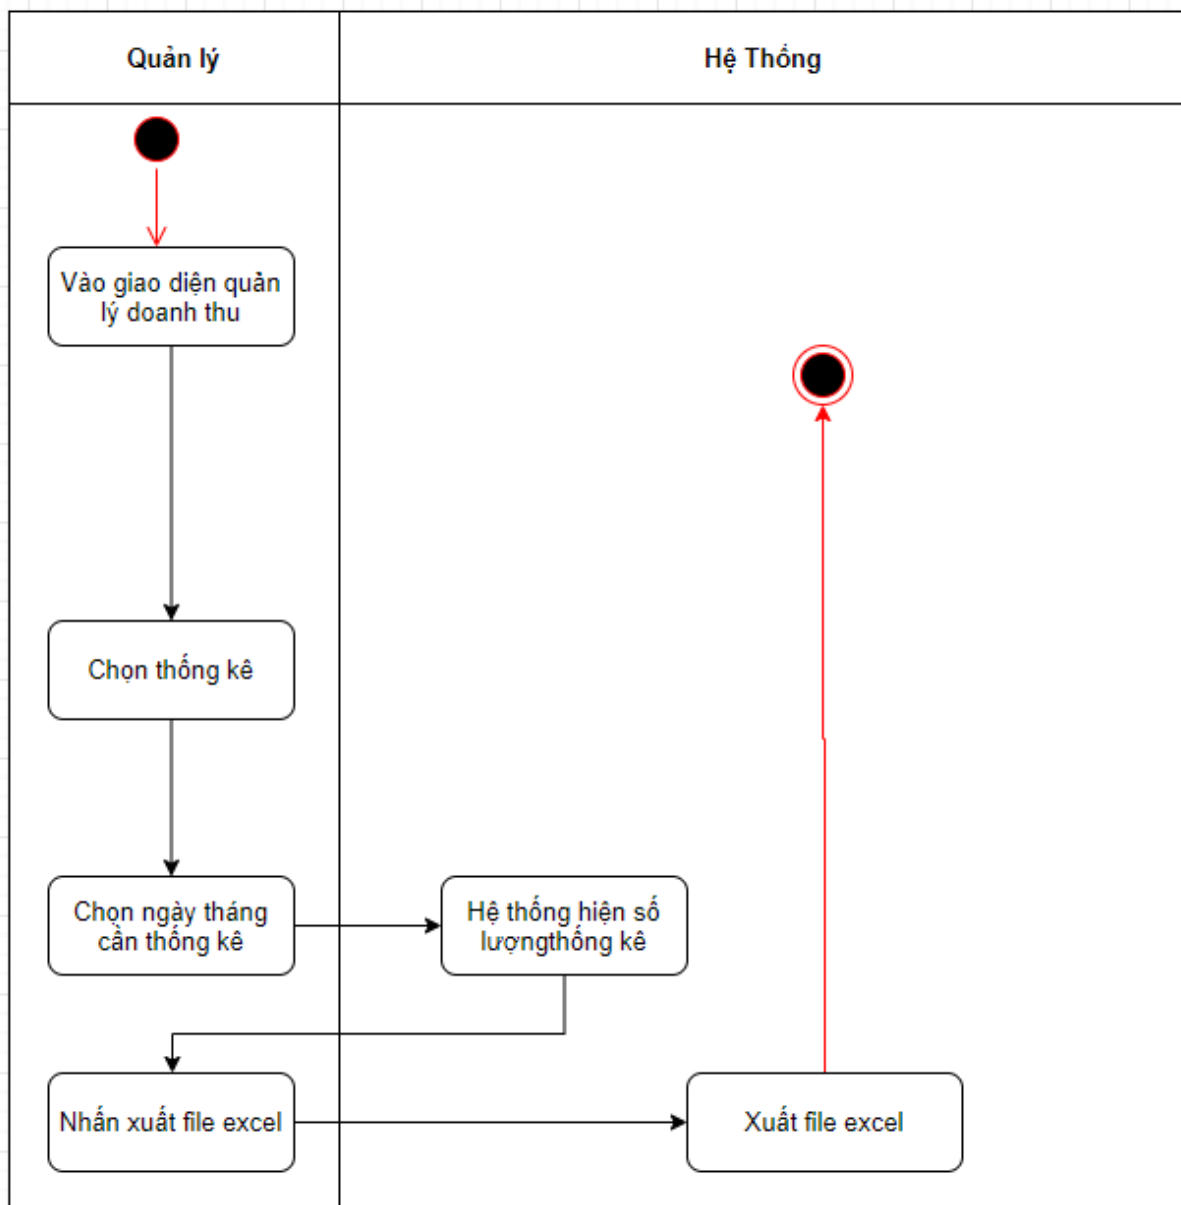 Quản lý
Hệ Thống
Vào giao diện quản
lý doanh thu
Chọn thống kê
Chọn ngày tháng
cần thống kê
Hệ thống hiện số
lượngthống kê
Nhấn xuất file excel
Xuất file excel